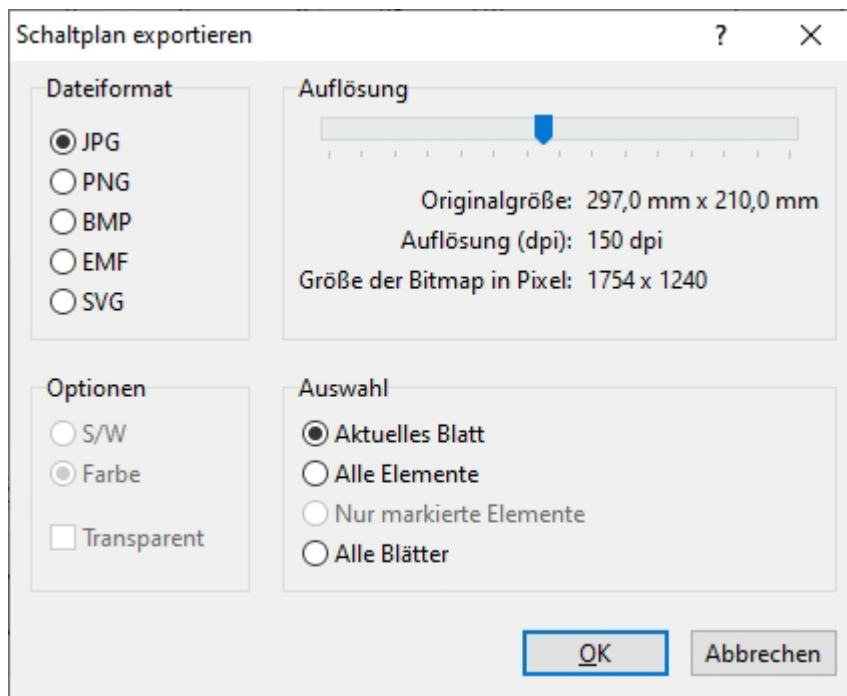 Schaltplan exportieren
?
Dateiformat
JPG
PNG
BMP
EMF
SVG
Auflösung
Originalgröße: 297,0 mm x 210,0 mm
Auflösung (dpi): 150 dpi
Größe der Bitmap in Pixel: 1754 x 1240
Optionen
S/W
Farbe
Transparent
Auswahl
Aktuelles Blatt
Alle Elemente
Nur markierte Elemente
Alle Blätter
OK
Abbrechen